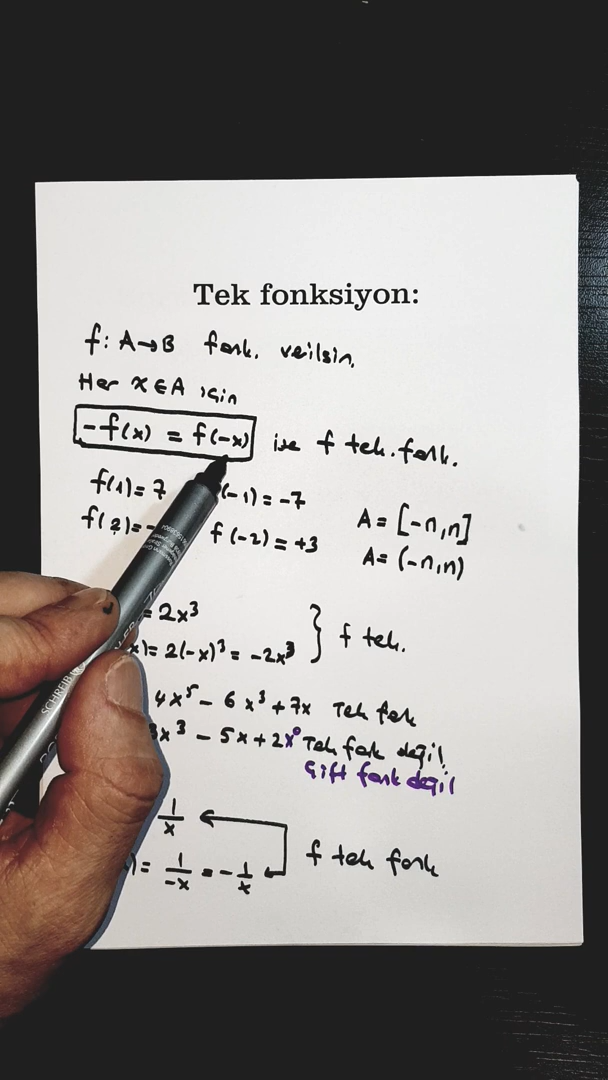 Tek fonksiyon:
f: A→B fonk. veilsin.
Her x∈A için
-f(x) = f(-x) ise f tek.fonk.
f(1)=7 (-1)=-7
f(2)=- f(-2)=+3
A=[-n,n]
A=(-n,n)
=2x³
x)=2(-x)³=-2x³ } f tek.
4x⁵-6x³+7x Tek fonk
3x³-5x+2x⁰ Tek fonk değil
Çift fonk değil
1/x
)=1/-x=-1/x f tek fonk
SCHREIB